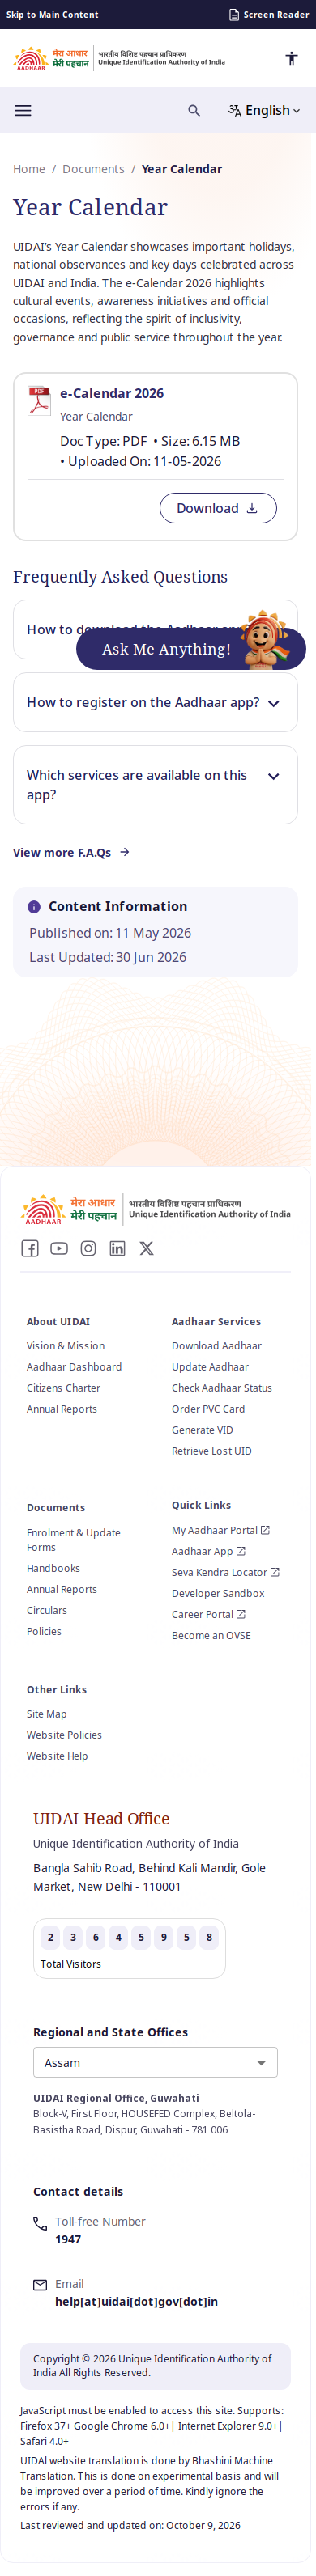 Skip to Main Content
Screen Reader
AADHAAR
मेरा आधार
मेरी पहचान
भारतीय विशिष्ट पहचान प्राधिकरण
Unique Identification Authority of India
English
Home / Documents / Year Calendar
Year Calendar
UIDAI's Year Calendar showcases important holidays,
national observances and key days celebrated across
UIDAI and India. The e-Calendar 2026 highlights
cultural events, awareness initiatives and official
occasions, reflecting the spirit of inclusivity,
governance and public service throughout the year.
PDF
e-Calendar 2026
Year Calendar
Doc Type: PDF • Size: 6.15 MB
• Uploaded On: 11-05-2026
Download
Frequently Asked Questions
How to download the Aadhaar
Ask Me Anything!
How to register on the Aadhaar app?
Which services are available on this
app?
View more F.A.Qs
Content Information
Published on: 11 May 2026
Last Updated: 30 Jun 2026
AADHAAR
मेरा आधार
मेरी पहचान
भारतीय विशिष्ट पहचान प्राधिकरण
Unique Identification Authority of India
About UIDAI
Vision & Mission
Aadhaar Dashboard
Citizens Charter
Annual Reports
Aadhaar Services
Download Aadhaar
Update Aadhaar
Check Aadhaar Status
Order PVC Card
Generate VID
Retrieve Lost UID
Documents
Enrolment & Update
Forms
Handbooks
Annual Reports
Circulars
Policies
Quick Links
My Aadhaar Portal
Aadhaar App
Seva Kendra Locator
Developer Sandbox
Career Portal
Become an OVSE
Other Links
Site Map
Website Policies
Website Help
UIDAI Head Office
Unique Identification Authority of India
Bangla Sahib Road, Behind Kali Mandir, Gole
Market, New Delhi - 110001
2 3 6 4 5 9 5 8
Total Visitors
Regional and State Offices
Assam
UIDAI Regional Office, Guwahati
Block-V, First Floor, HOUSEFED Complex, Beltola-
Basistha Road, Dispur, Guwahati - 781 006
Contact details
Toll-free Number
1947
Email
help[at]uidai[dot]gov[dot]in
Copyright © 2026 Unique Identification Authority of
India All Rights Reserved.
JavaScript must be enabled to access this site. Supports:
Firefox 37+ Google Chrome 6.0+| Internet Explorer 9.0+|
Safari 4.0+
UIDAI website translation is done by Bhashini Machine
Translation. This is done on experimental basis and will
be improved over a period of time. Kindly ignore the
errors if any.
Last reviewed and updated on: October 9, 2026